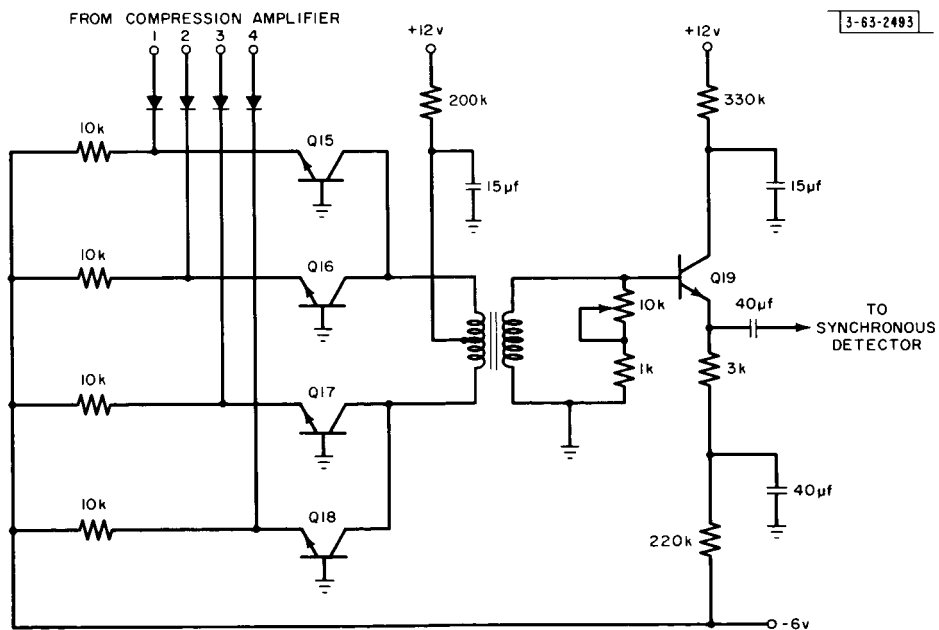 FROM COMPRESSION AMPLIFIER
1 2 3 4
3-63-2493
+12v
+12v
200k
330k
10k
Q15
15µf
15µf
10k
Q16
Q19
10k
40µf
TO
SYNCHRONOUS
DETECTOR
1k
3k
10k
Q17
40µf
10k
Q18
220k
-6v